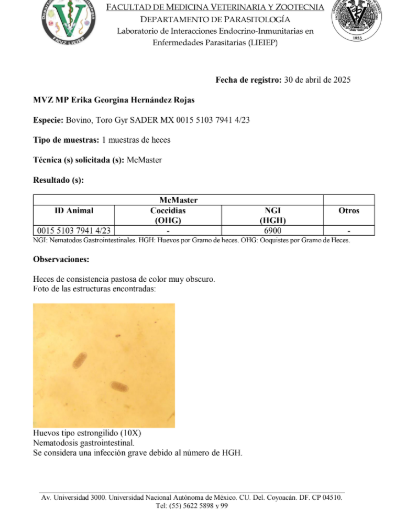 FACULTAD DE MEDICINA VETERINARIA Y ZOOTECNIA
DEPARTAMENTO DE PARASITOLOGÍA
Laboratorio de Interacciones Endocrino-Inmunitarias en
Enfermedades Parasitarias (LIEIEP)
Fecha de registro: 30 de abril de 2025
MVZ MP Erika Georgina Hernández Rojas
Especie: Bovino, Toro Gyr SADER MX 0015 5103 7941 4/23
Tipo de muestras: 1 muestras de heces
Técnica (s) solicitada (s): McMaster
Resultado (s):
McMaster
ID Animal Coccidias (OHG) NGI (HGH) Otros
0015 5103 7941 4/23 - 6900 -
NGI: Nematodos Gastrointestinales. HGH: Huevos por Gramo de heces. OHG: Ooquistes por Gramo de Heces.
Observaciones:
Heces de consistencia pastosa de color muy obscuro.
Foto de las estructuras encontradas:
Huevos tipo estrongilido (10X)
Nematodosis gastrointestinal.
Se considera una infección grave debido al número de HGH.
Av. Universidad 3000. Universidad Nacional Autónoma de México. CU. Del. Coyoacán. DF. CP 04510.
Tel: (55) 5622 5898 y 99